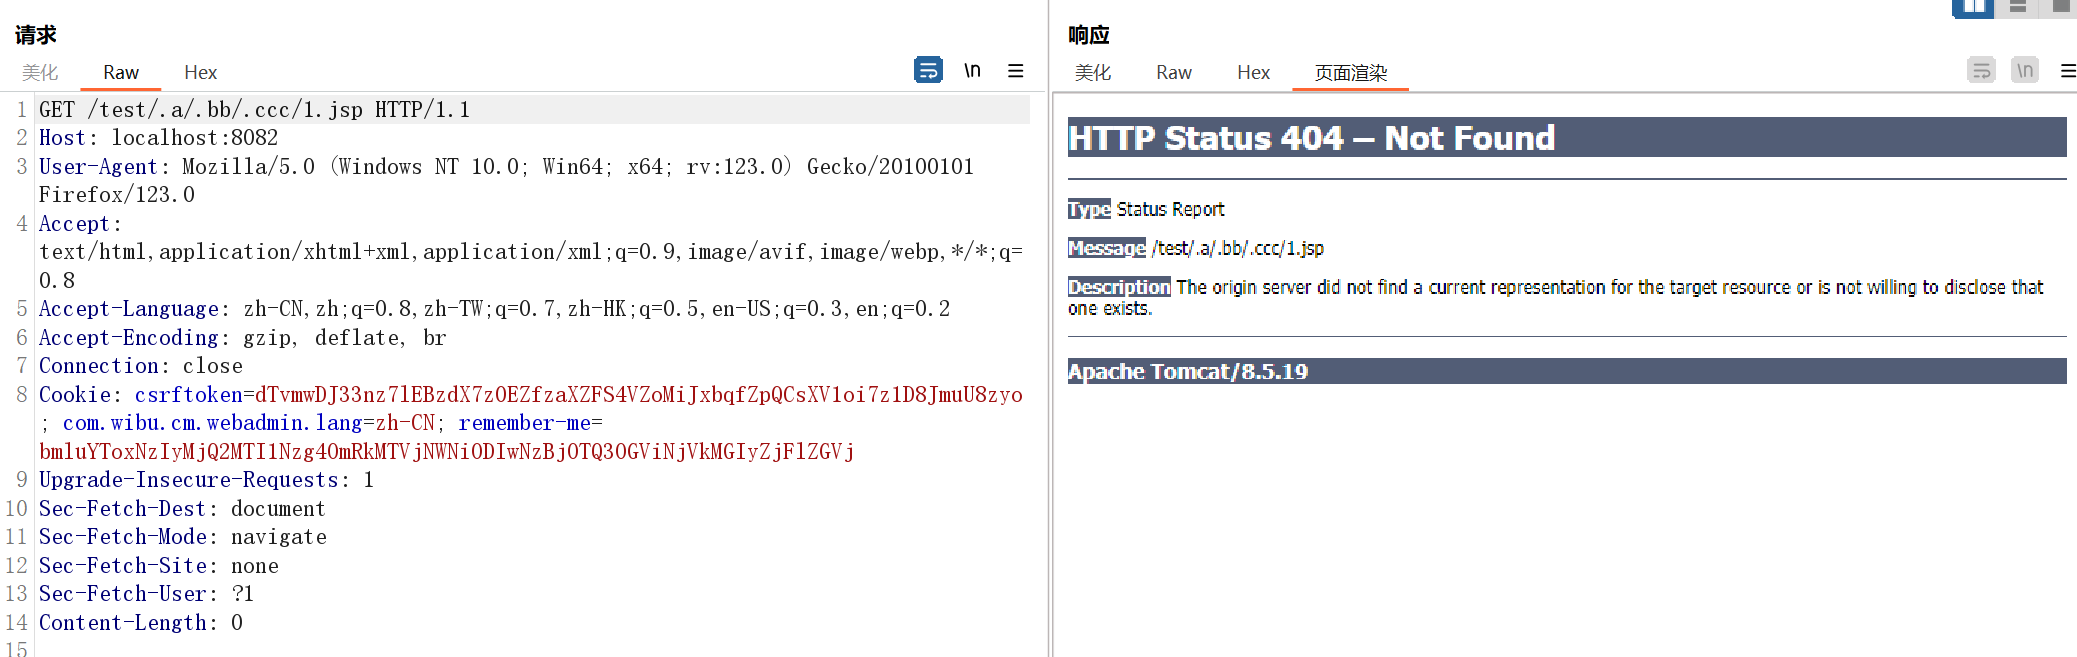 请求
美化 Raw Hex
\n
1 GET /test/.a/.bb/.ccc/1.jsp HTTP/1.1
2 Host: localhost:8082
3 User-Agent: Mozilla/5.0 (Windows NT 10.0; Win64; x64; rv:123.0) Gecko/20100101
Firefox/123.0
4 Accept:
text/html,application/xhtml+xml,application/xml;q=0.9,image/avif,image/webp,*/*;q=
0.8
5 Accept-Language: zh-CN,zh;q=0.8,zh-TW;q=0.7,zh-HK;q=0.5,en-US;q=0.3,en;q=0.2
6 Accept-Encoding: gzip, deflate, br
7 Connection: close
8 Cookie: csrftoken=dTvmwDJ33nz7lEBzdX7z0EZfzaXZFS4VZoMiJxbqfZpQCsXV1oi7z1D8JmuU8zyo
; com.wibu.cm.webadmin.lang=zh-CN; remember-me=
bmluYToxNzIyMjQ2MTI1Nzg4OmRkMTVjNWNiODIwNzBjOTQ3OGViNjVkMGIyZjFlZGVj
9 Upgrade-Insecure-Requests: 1
10 Sec-Fetch-Dest: document
11 Sec-Fetch-Mode: navigate
12 Sec-Fetch-Site: none
13 Sec-Fetch-User: ?1
14 Content-Length: 0
15
响应
美化 Raw Hex 页面渲染
\n
HTTP Status 404 – Not Found
Type Status Report
Message /test/.a/.bb/.ccc/1.jsp
Description The origin server did not find a current representation for the target resource or is not willing to disclose that
one exists.
Apache Tomcat/8.5.19